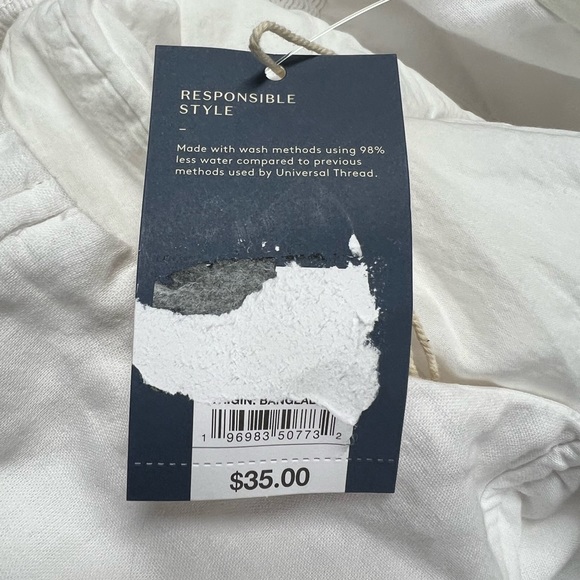 RESPONSIBLE
STYLE
–
Made with wash methods using 98%
less water compared to previous
methods used by Universal Thread.
1 96983 50773 2
$35.00